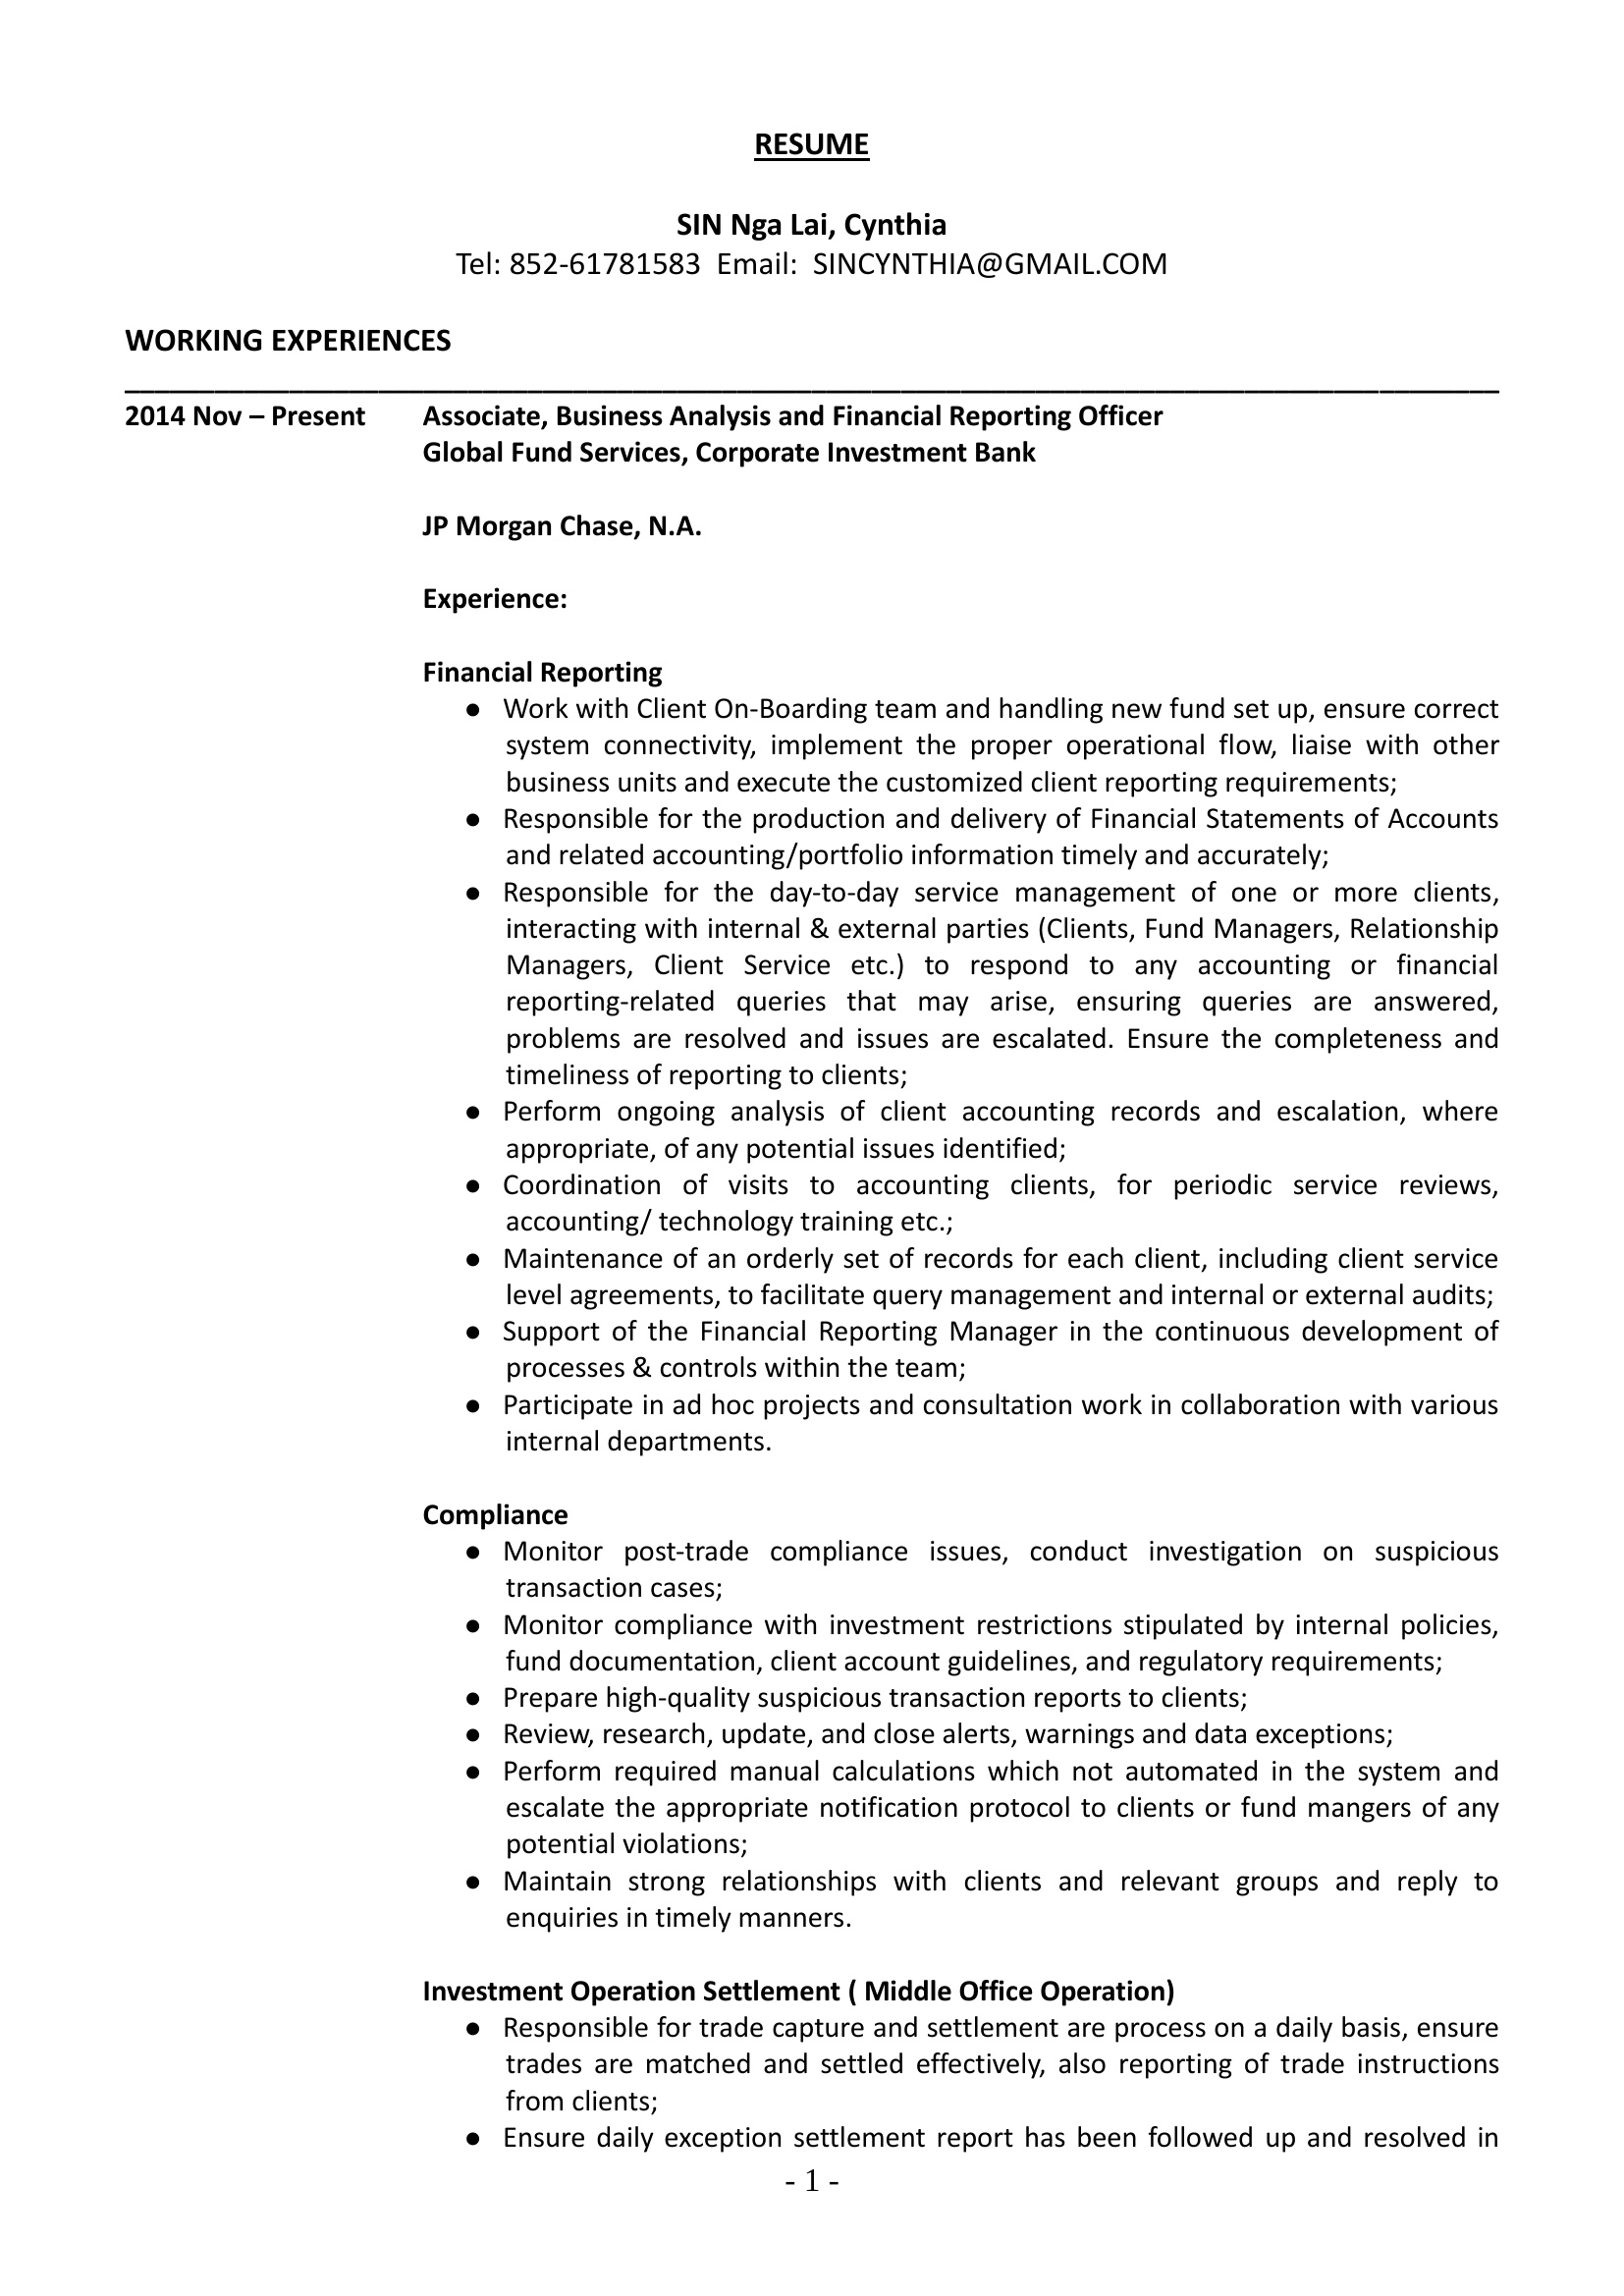 RESUME
SIN Nga Lai, Cynthia
Tel: 852-61781583  Email:  SINCYNTHIA@GMAIL.COM
WORKING EXPERIENCES
2014 Nov – Present Associate, Business Analysis and Financial Reporting Officer
Global Fund Services, Corporate Investment Bank
JP Morgan Chase, N.A.
Experience:
Financial Reporting
● Work with Client On-Boarding team and handling new fund set up, ensure correct
system connectivity, implement the proper operational flow, liaise with other
business units and execute the customized client reporting requirements;
● Responsible for the production and delivery of Financial Statements of Accounts
and related accounting/portfolio information timely and accurately;
● Responsible for the day-to-day service management of one or more clients,
interacting with internal & external parties (Clients, Fund Managers, Relationship
Managers, Client Service etc.) to respond to any accounting or financial
reporting-related queries that may arise, ensuring queries are answered,
problems are resolved and issues are escalated. Ensure the completeness and
timeliness of reporting to clients;
● Perform ongoing analysis of client accounting records and escalation, where
appropriate, of any potential issues identified;
● Coordination of visits to accounting clients, for periodic service reviews,
accounting/ technology training etc.;
● Maintenance of an orderly set of records for each client, including client service
level agreements, to facilitate query management and internal or external audits;
● Support of the Financial Reporting Manager in the continuous development of
processes & controls within the team;
● Participate in ad hoc projects and consultation work in collaboration with various
internal departments.
Compliance
● Monitor post-trade compliance issues, conduct investigation on suspicious
transaction cases;
● Monitor compliance with investment restrictions stipulated by internal policies,
fund documentation, client account guidelines, and regulatory requirements;
● Prepare high-quality suspicious transaction reports to clients;
● Review, research, update, and close alerts, warnings and data exceptions;
● Perform required manual calculations which not automated in the system and
escalate the appropriate notification protocol to clients or fund mangers of any
potential violations;
● Maintain strong relationships with clients and relevant groups and reply to
enquiries in timely manners.
Investment Operation Settlement ( Middle Office Operation)
● Responsible for trade capture and settlement are process on a daily basis, ensure
trades are matched and settled effectively, also reporting of trade instructions
from clients;
● Ensure daily exception settlement report has been followed up and resolved in
- 1 -